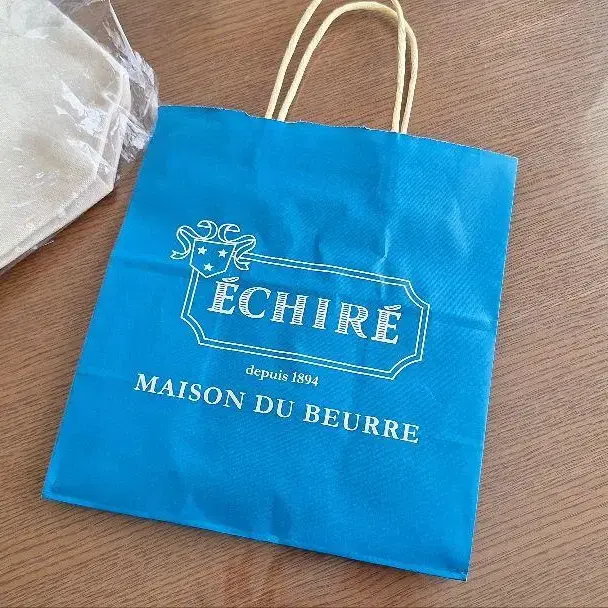 ÉCHIRÉ
depuis 1894
MAISON DU BEURRE